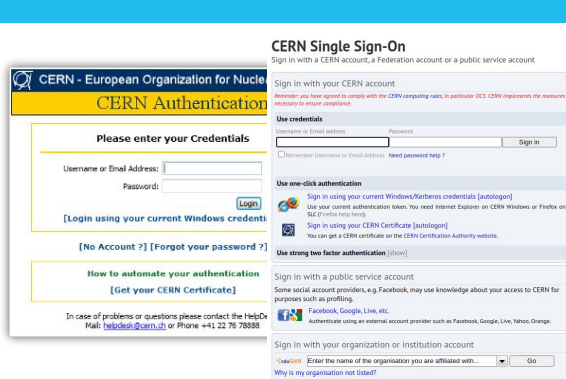 CERN - European Organization for Nucle
CERN Authentication
Please enter your Credentials
Username or Email Address:
Password:
Login
[Login using your current Windows credenti
[No Account ?] [Forgot your password ?]
How to automate your authentication
[Get your CERN Certificate]
In case of problems or questions please contact the HelpDe
Mail: helpdesk@cern.ch or Phone +41 22 76 78888
CERN Single Sign-On
Sign in with a CERN account, a Federation account or a public service account
Sign in with your CERN account
Reminder: you have agreed to comply with the CERN computing rules, in particular OC5. CERN implements the measures
necessary to ensure compliance.
Use credentials
Username or Email address Password
Sign in
Remember Username or Email Address Need password help ?
Use one-click authentication
Sign in using your current Windows/Kerberos credentials [autologon]
Use your current authentication token. You need Internet Explorer on CERN Windows or Firefox on
SLC (Firefox help here).
Sign in using your CERN Certificate [autologon]
You can get a CERN certificate on the CERN Certification Authority website.
Use strong two factor authentication [show]
Sign in with a public service account
Some social account providers, e.g. Facebook, may use knowledge about your access to CERN for
purposes such as profiling.
Facebook, Google, Live, etc.
Authenticate using an external account provider such as Facebook, Google, Live, Yahoo, Orange.
Sign in with your organization or institution account
eduGAIN Enter the name of the organisation you are affiliated with... Go
Why is my organisation not listed?